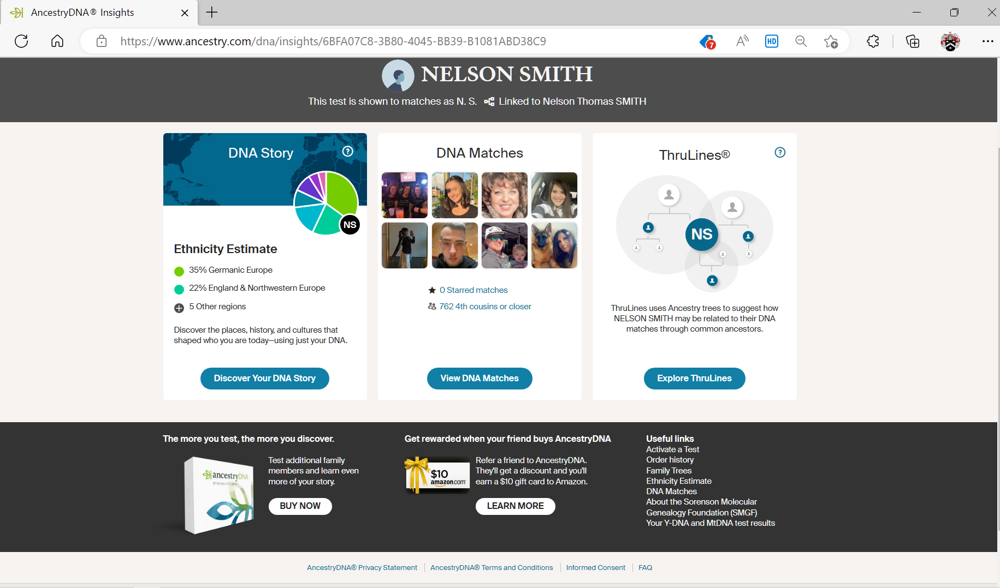 AncestryDNA® Insights
https://www.ancestry.com/dna/insights/6BFA07C8-3B80-4045-BB39-B1081ABD38C9
7
HD
NELSON SMITH
This test is shown to matches as N. S. Linked to Nelson Thomas SMITH
DNA Story
NS
Ethnicity Estimate
35% Germanic Europe
22% England & Northwestern Europe
5 Other regions
Discover the places, history, and cultures that
shaped who you are today—using just your DNA.
Discover Your DNA Story
DNA Matches
0 Starred matches
762 4th cousins or closer
View DNA Matches
ThruLines®
NS
ThruLines uses Ancestry trees to suggest how
NELSON SMITH may be related to their DNA
matches through common ancestors.
Explore ThruLines
The more you test, the more you discover.
ancestryDNA
Test additional family
members and learn even
more of your story.
BUY NOW
Get rewarded when your friend buys AncestryDNA
$10
amazon.com
Refer a friend to AncestryDNA.
They'll get a discount and you'll
earn a $10 gift card to Amazon.
LEARN MORE
Useful links
Activate a Test
Order history
Family Trees
Ethnicity Estimate
DNA Matches
About the Sorenson Molecular
Genealogy Foundation (SMGF)
Your Y-DNA and MtDNA test results
AncestryDNA® Privacy Statement AncestryDNA® Terms and Conditions Informed Consent FAQ